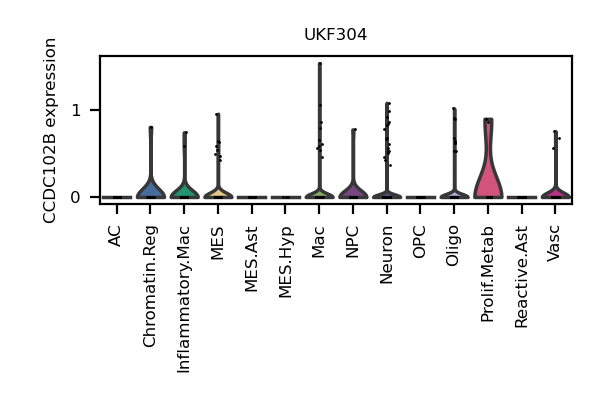 UKF304
CCDC102B expression
1
0
AC
Chromatin.Reg
Inflammatory.Mac
MES
MES.Ast
MES.Hyp
Mac
NPC
Neuron
OPC
Oligo
Prolif.Metab
Reactive.Ast
Vasc